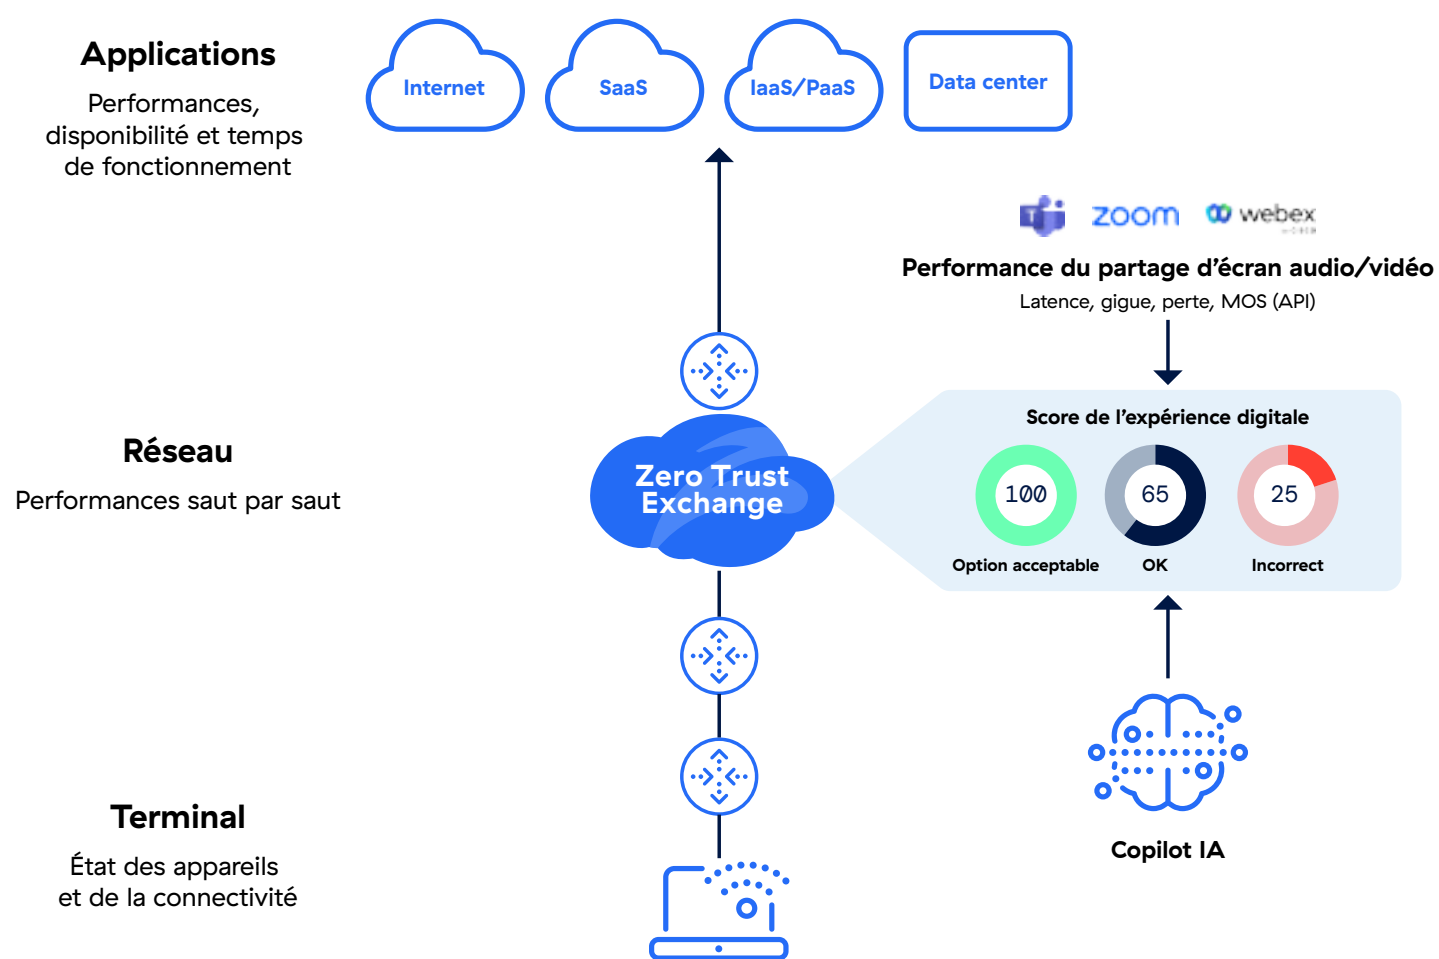 Applications
Performances,
disponibilité et temps
de fonctionnement
Internet
SaaS
IaaS/PaaS
Data center
T
zoom
webex
Performance du partage d’écran audio/vidéo
Latence, gigue, perte, MOS (API)
Réseau
Performances saut par saut
Zero Trust
Exchange
Score de l’expérience digitale
100
65
25
Option acceptable
OK
Incorrect
Terminal
État des appareils
et de la connectivité
Copilot IA